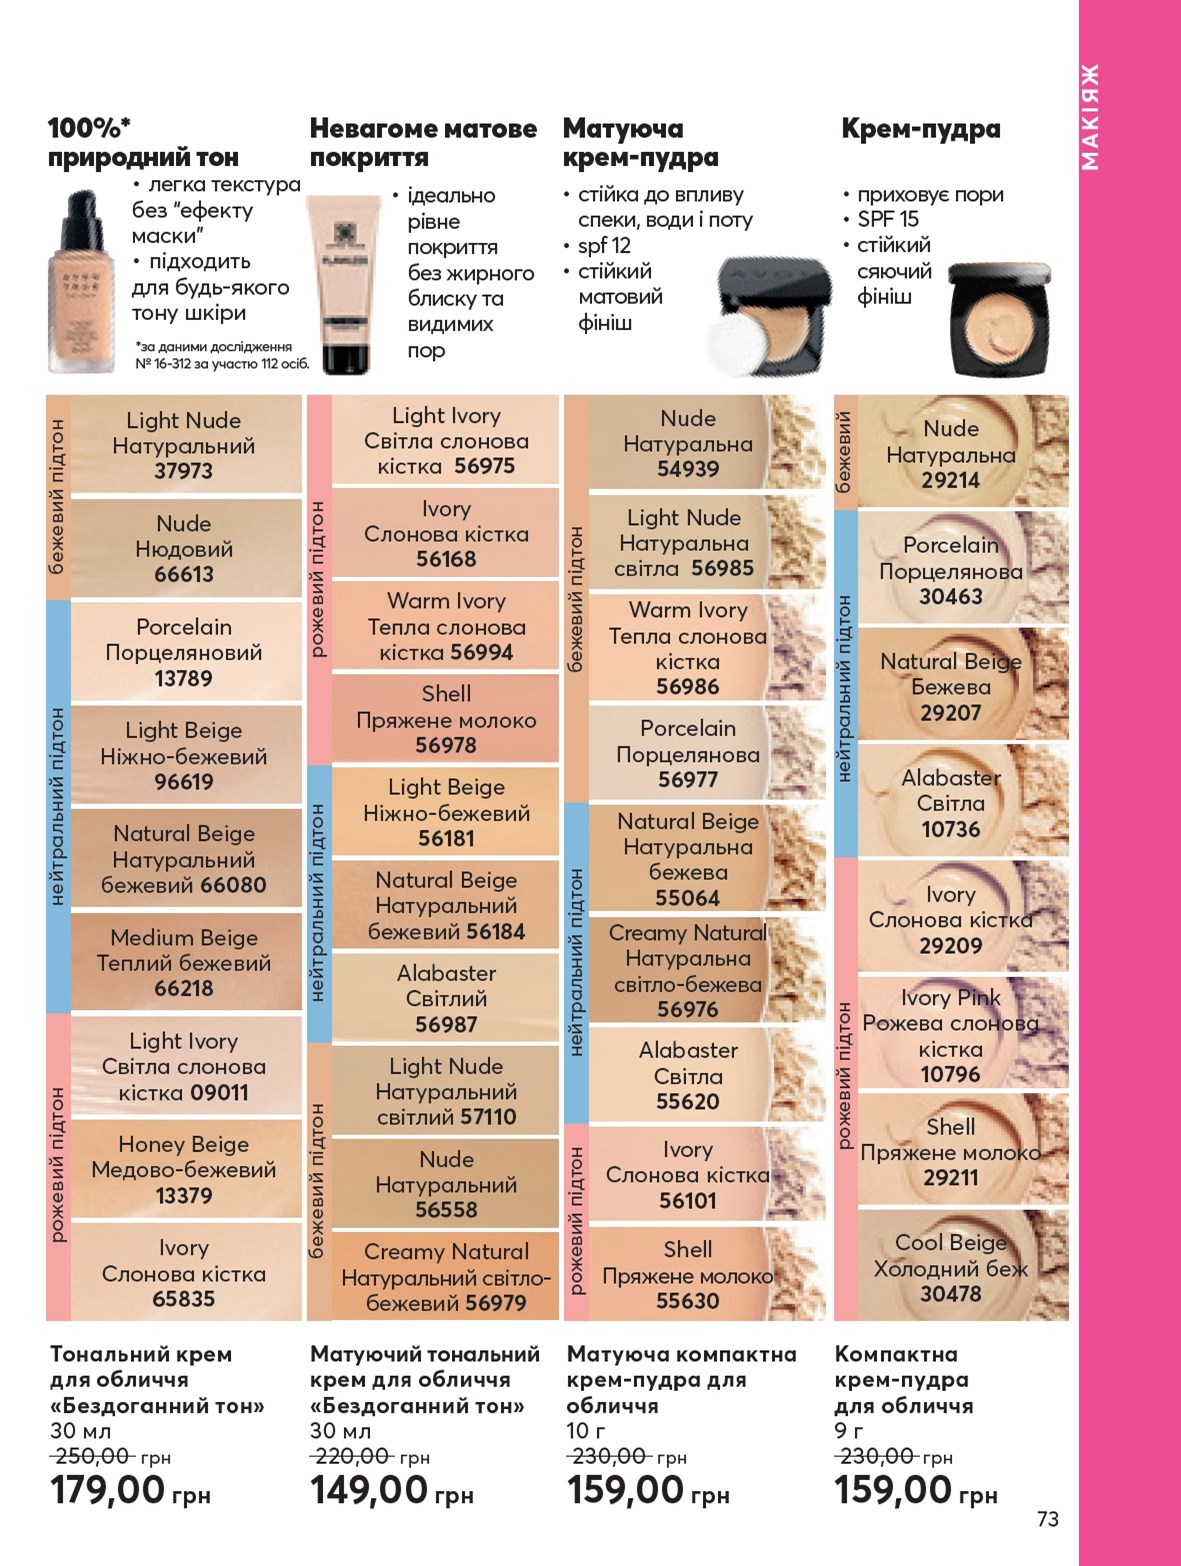 МАКІЯЖ
100%*
природний тон
• легка текстура
без “ефекту
маски”
• підходить
для будь-якого
тону шкіри
*за даними дослідження
№ 16-312 за участю 112 осіб.
Невагоме матове
покриття
• ідеально
рівне
покриття
без жирного
блиску та
видимих
пор
FLAWLESS
Матуюча
крем-пудра
• стійка до впливу
спеки, води і поту
• spf 12
• стійкий
матовий
фініш
Крем-пудра
• приховує пори
• SPF 15
• стійкий
сяючий
фініш
бежевий підтон
Light Nude
Натуральний
37973
Nude
Нюдовий
66613
нейтральний підтон
Porcelain
Порцеляновий
13789
Light Beige
Ніжно-бежевий
96619
Natural Beige
Натуральний
бежевий 66080
Medium Beige
Теплий бежевий
66218
рожевий підтон
Light Ivory
Світла слонова
кістка 09011
Honey Beige
Медово-бежевий
13379
Ivory
Слонова кістка
65835
рожевий підтон
Light Ivory
Світла слонова
кістка 56975
Ivory
Слонова кістка
56168
Warm Ivory
Тепла слонова
кістка 56994
Shell
Пряжене молоко
56978
нейтральний підтон
Light Beige
Ніжно-бежевий
56181
Natural Beige
Натуральний
бежевий 56184
Alabaster
Світлий
56987
бежевий підтон
Light Nude
Натуральний
світлий 57110
Nude
Натуральний
56558
Creamy Natural
Натуральний світло-
бежевий 56979
бежевий підтон
Nude
Натуральна
54939
Light Nude
Натуральна
світла 56985
Warm Ivory
Тепла слонова
кістка
56986
Porcelain
Порцелянова
56977
нейтральний підтон
Natural Beige
Натуральна
бежева
55064
Creamy Natural
Натуральна
світло-бежева
56976
Alabaster
Світла
55620
рожевий підтон
Ivory
Слонова кістка
56101
Shell
Пряжене молоко
55630
бежевий
Nude
Натуральна
29214
нейтральний підтон
Porcelain
Порцелянова
30463
Natural Beige
Бежева
29207
Alabaster
Світла
10736
рожевий підтон
Ivory
Слонова кістка
29209
Ivory Pink
Рожева слонова
кістка
10796
Shell
Пряжене молоко
29211
Cool Beige
Холодний беж
30478
Тональний крем
для обличчя
«Бездоганний тон»
30 мл
250,00 грн
179,00 грн
Матуючий тональний
крем для обличчя
«Бездоганний тон»
30 мл
220,00 грн
149,00 грн
Матуюча компактна
крем-пудра для
обличчя
10 г
230,00 грн
159,00 грн
Компактна
крем-пудра
для обличчя
9 г
230,00 грн
159,00 грн
73